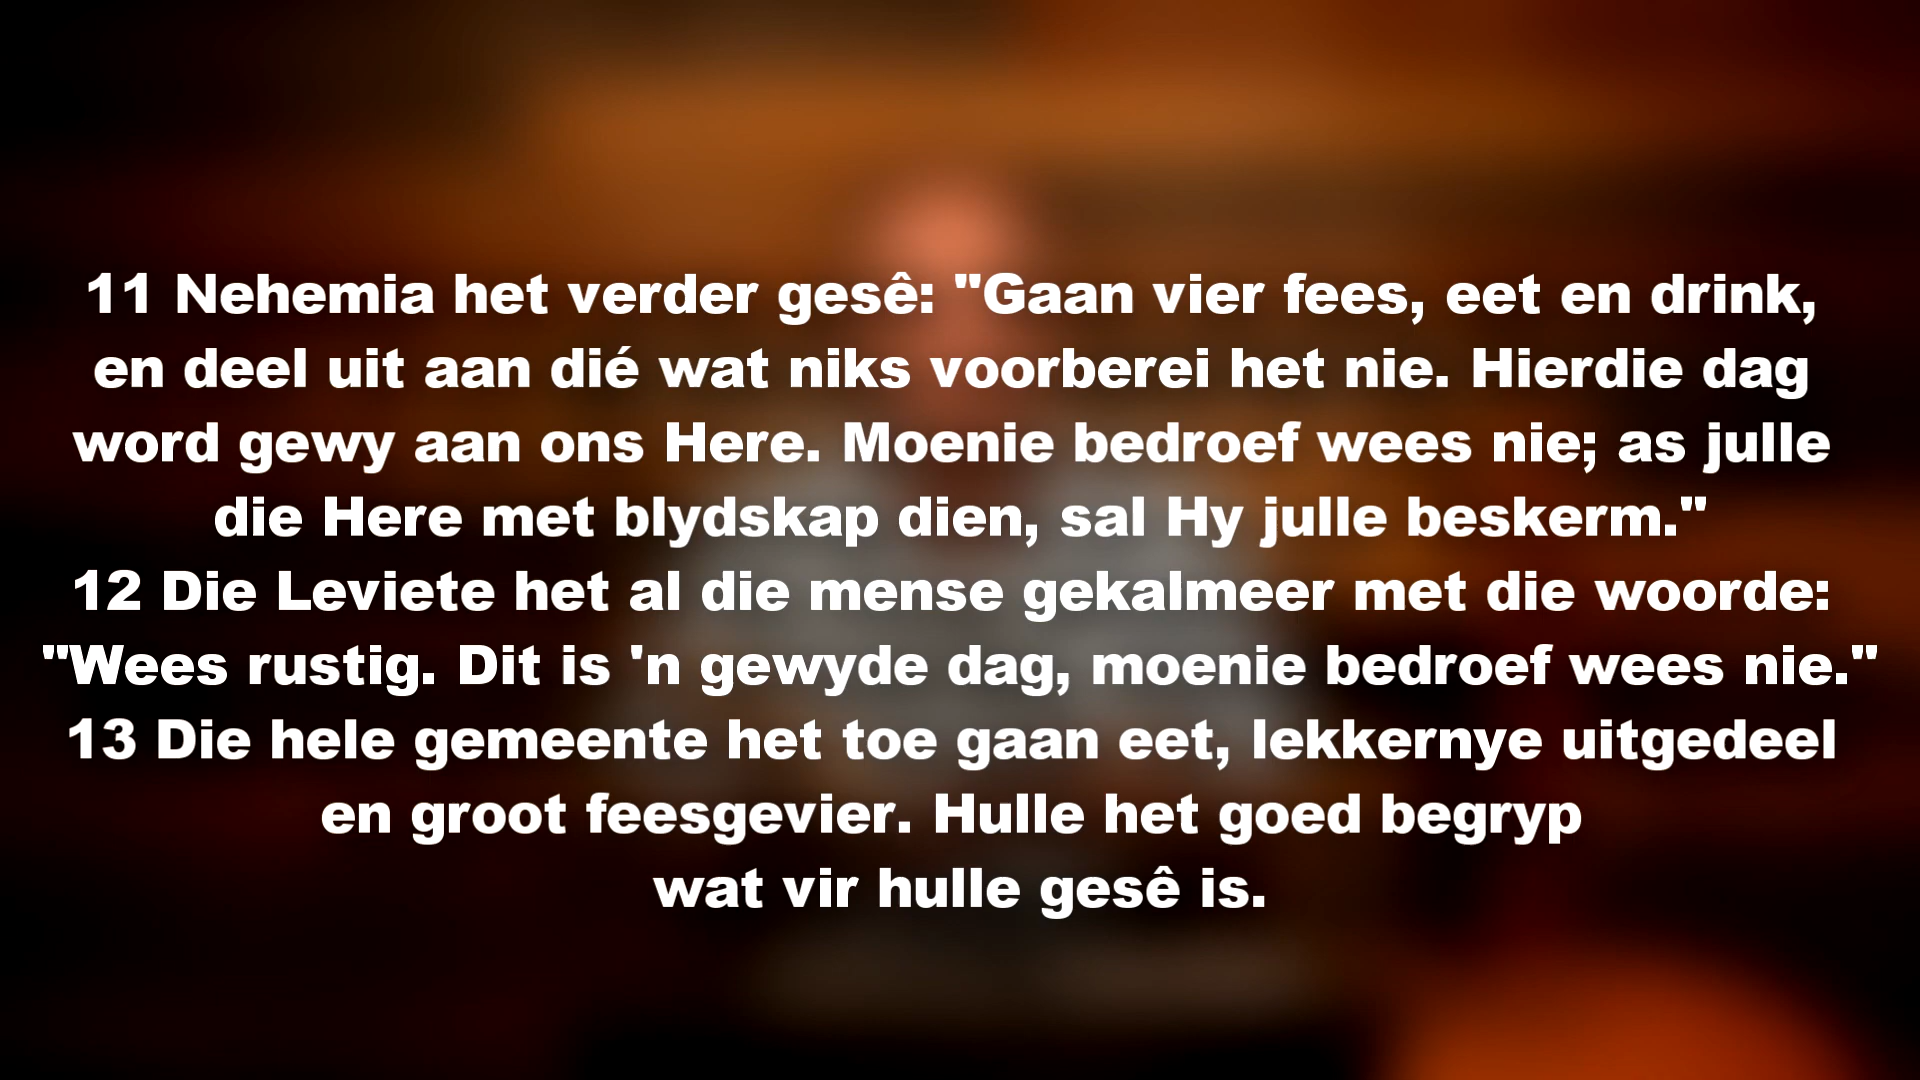 11 Nehemia het verder gesê: "Gaan vier fees, eet en drink,
en deel uit aan dié wat niks voorberei het nie. Hierdie dag
word gewy aan ons Here. Moenie bedroef wees nie; as julle
die Here met blydskap dien, sal Hy julle beskerm."
12 Die Leviete het al die mense gekalmeer met die woorde:
"Wees rustig. Dit is 'n gewyde dag, moenie bedroef wees nie."
13 Die hele gemeente het toe gaan eet, lekkernye uitgedeel
en groot feesgevier. Hulle het goed begryp
wat vir hulle gesê is.